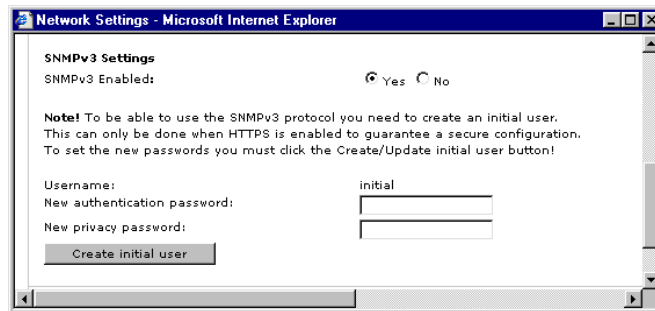 Network Settings - Microsoft Internet Explorer
SNMPv3 Settings
SNMPv3 Enabled: Yes No
Note! To be able to use the SNMPv3 protocol you need to create an initial user.
This can only be done when HTTPS is enabled to guarantee a secure configuration.
To set the new passwords you must click the Create/Update initial user button!
Username: initial
New authentication password:
New privacy password:
Create initial user